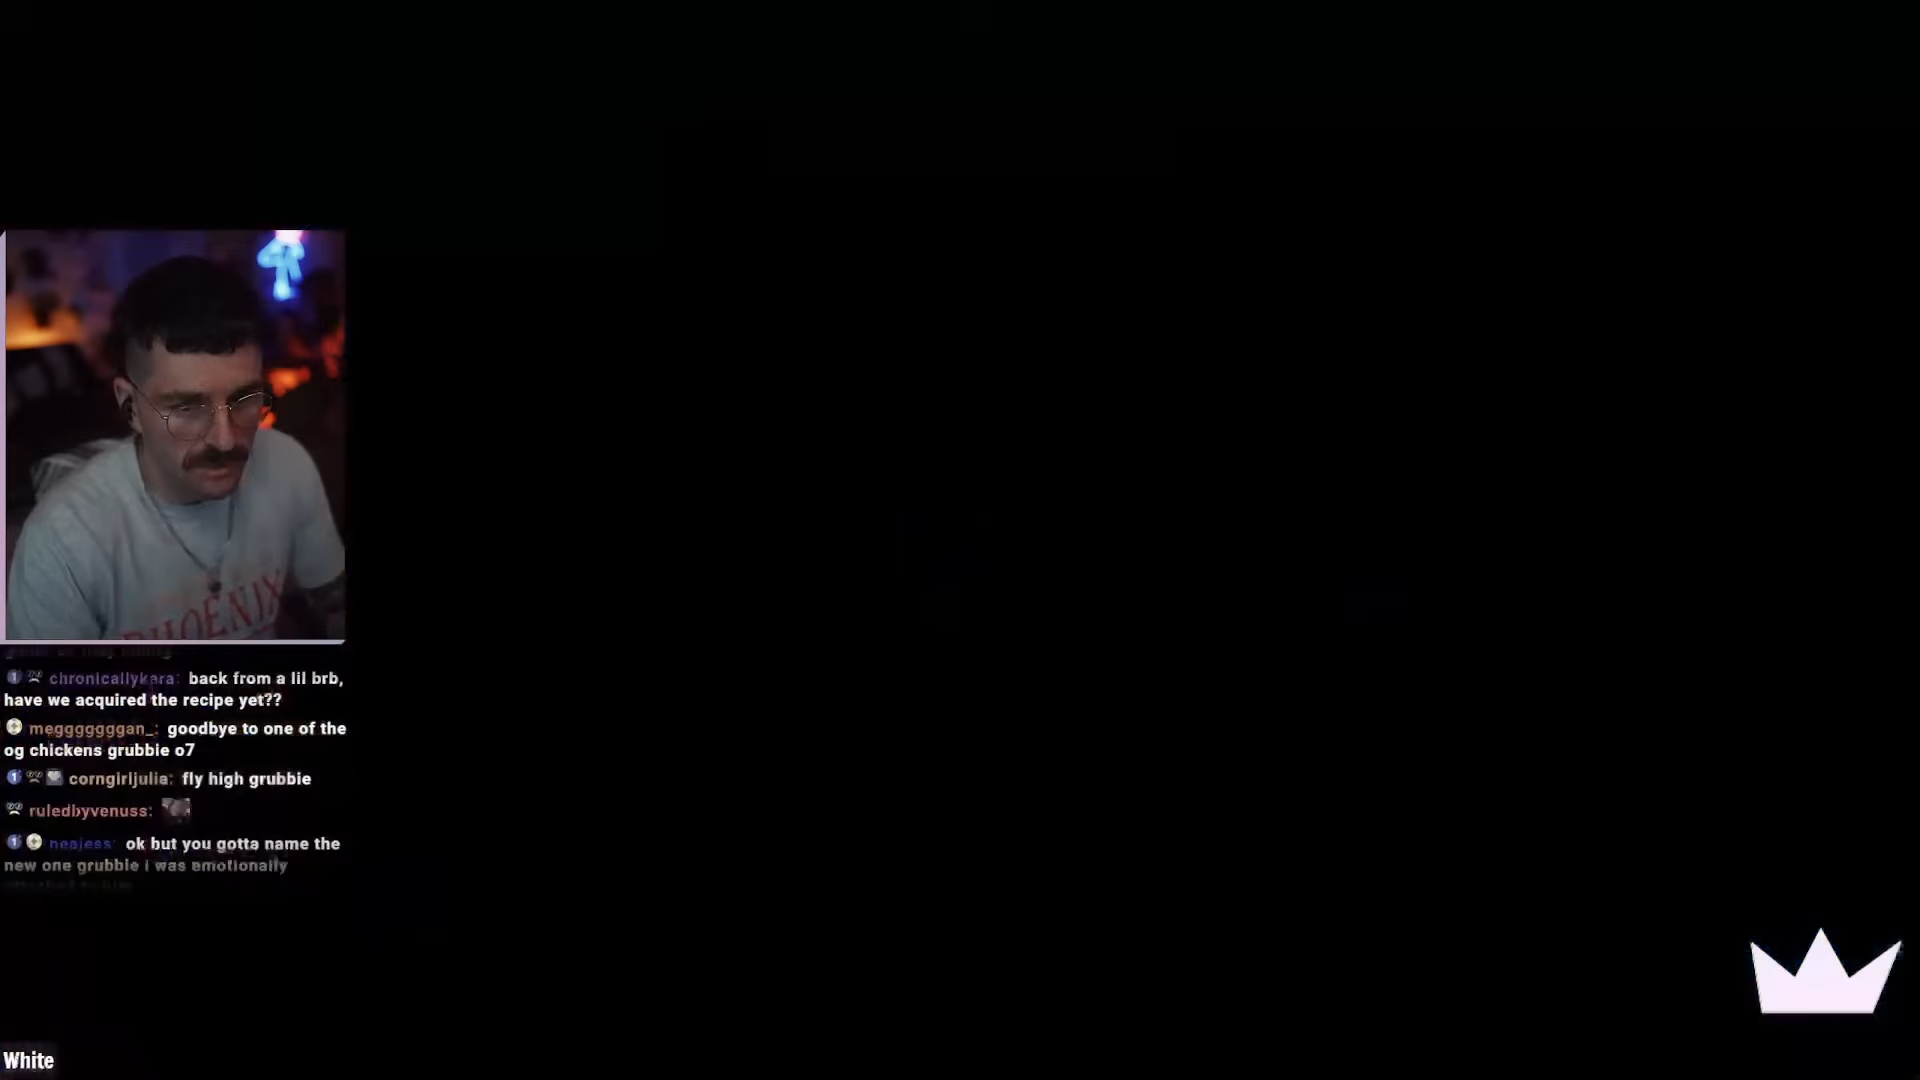 PHOENIX
chronicallykara: back from a lil brb,
have we acquired the recipe yet??
megggggggan_: goodbye to one of the
og chickens grubbie o7
corngirljulia: fly high grubbie
ruledbyvenuss:
neajess: ok but you gotta name the
new one grubbie i was emotionally
White